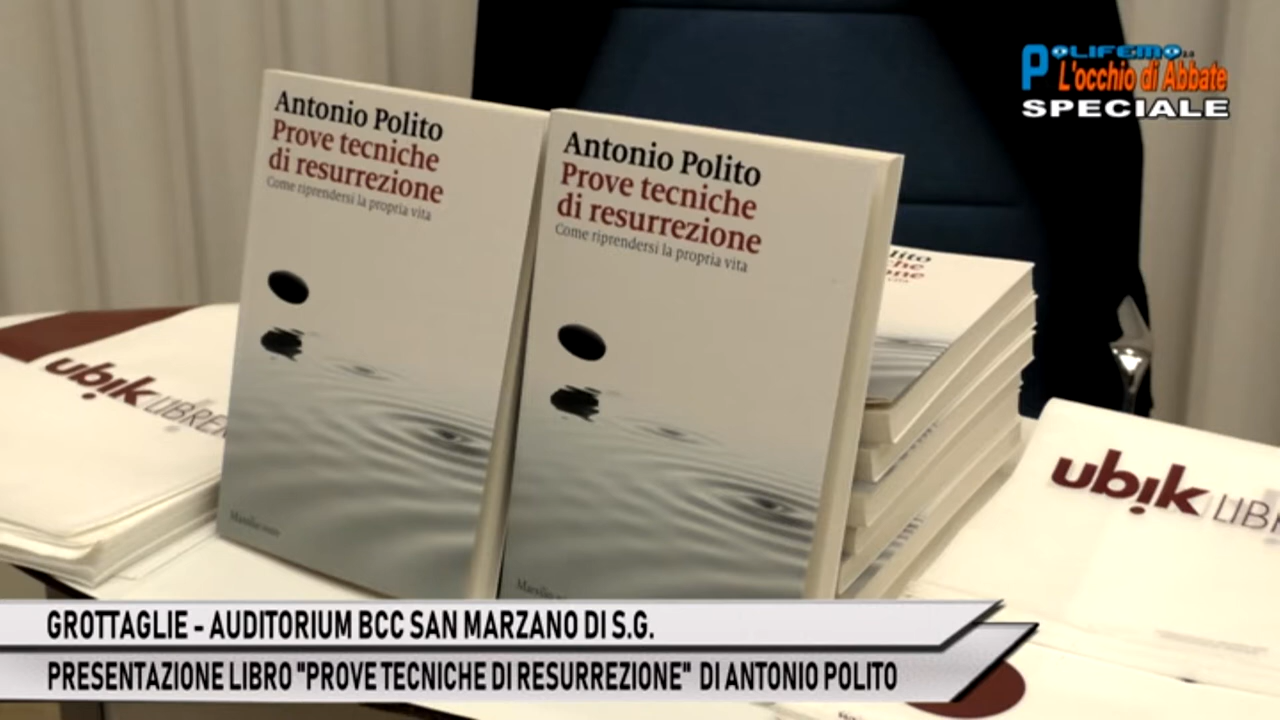 POLIFEMO
L'occhio di Abbate
SPECIALE
Antonio Polito
Prove tecniche
di resurrezione
Come riprendersi la propria vita
Marsilio
Antonio Polito
Prove tecniche
di resurrezione
Come riprendersi la propria vita
Marsilio
ubik
ubik
GROTTAGLIE - AUDITORIUM BCC SAN MARZANO DI S.G.
PRESENTAZIONE LIBRO "PROVE TECNICHE DI RESURREZIONE" DI ANTONIO POLITO